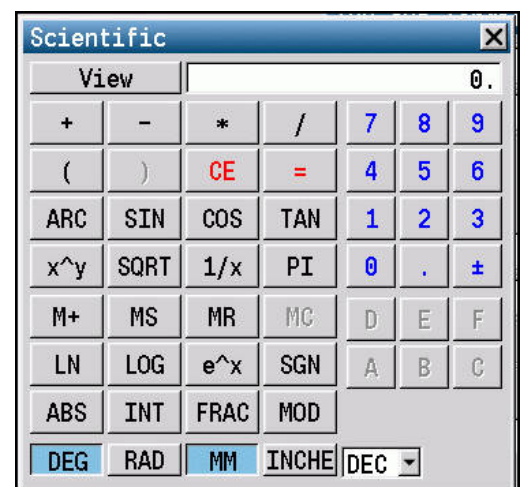 Scientific X
View 0.
+ - * / 7 8 9
( ) CE = 4 5 6
ARC SIN COS TAN 1 2 3
x^y SQRT 1/x PI 0 . ±
M+ MS MR MC D E F
LN LOG e^x SGN A B C
ABS INT FRAC MOD
DEG RAD MM INCHE DEC